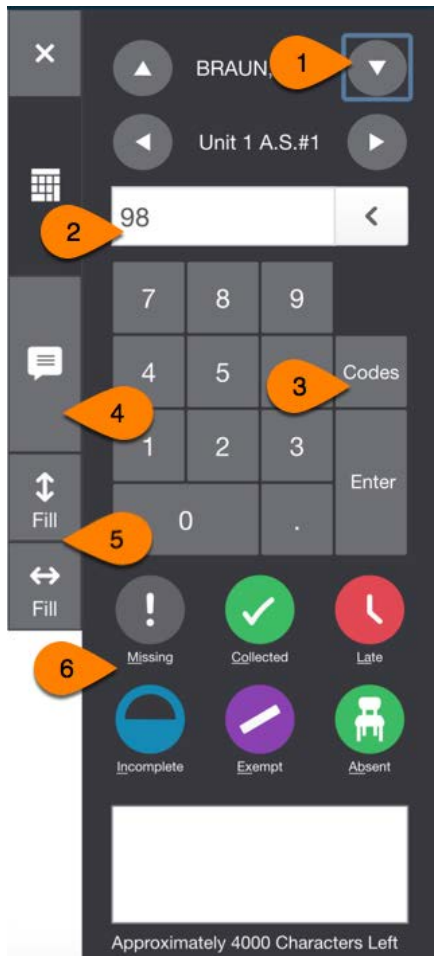 BRAUN,
1
Unit 1 A.S.#1
98
2
7 8 9
4 5 3 Codes
4
1 2 3
Enter
Fill
5
0 .
Fill
6
!
Missing Collected Late
Incomplete Exempt Absent
Approximately 4000 Characters Left